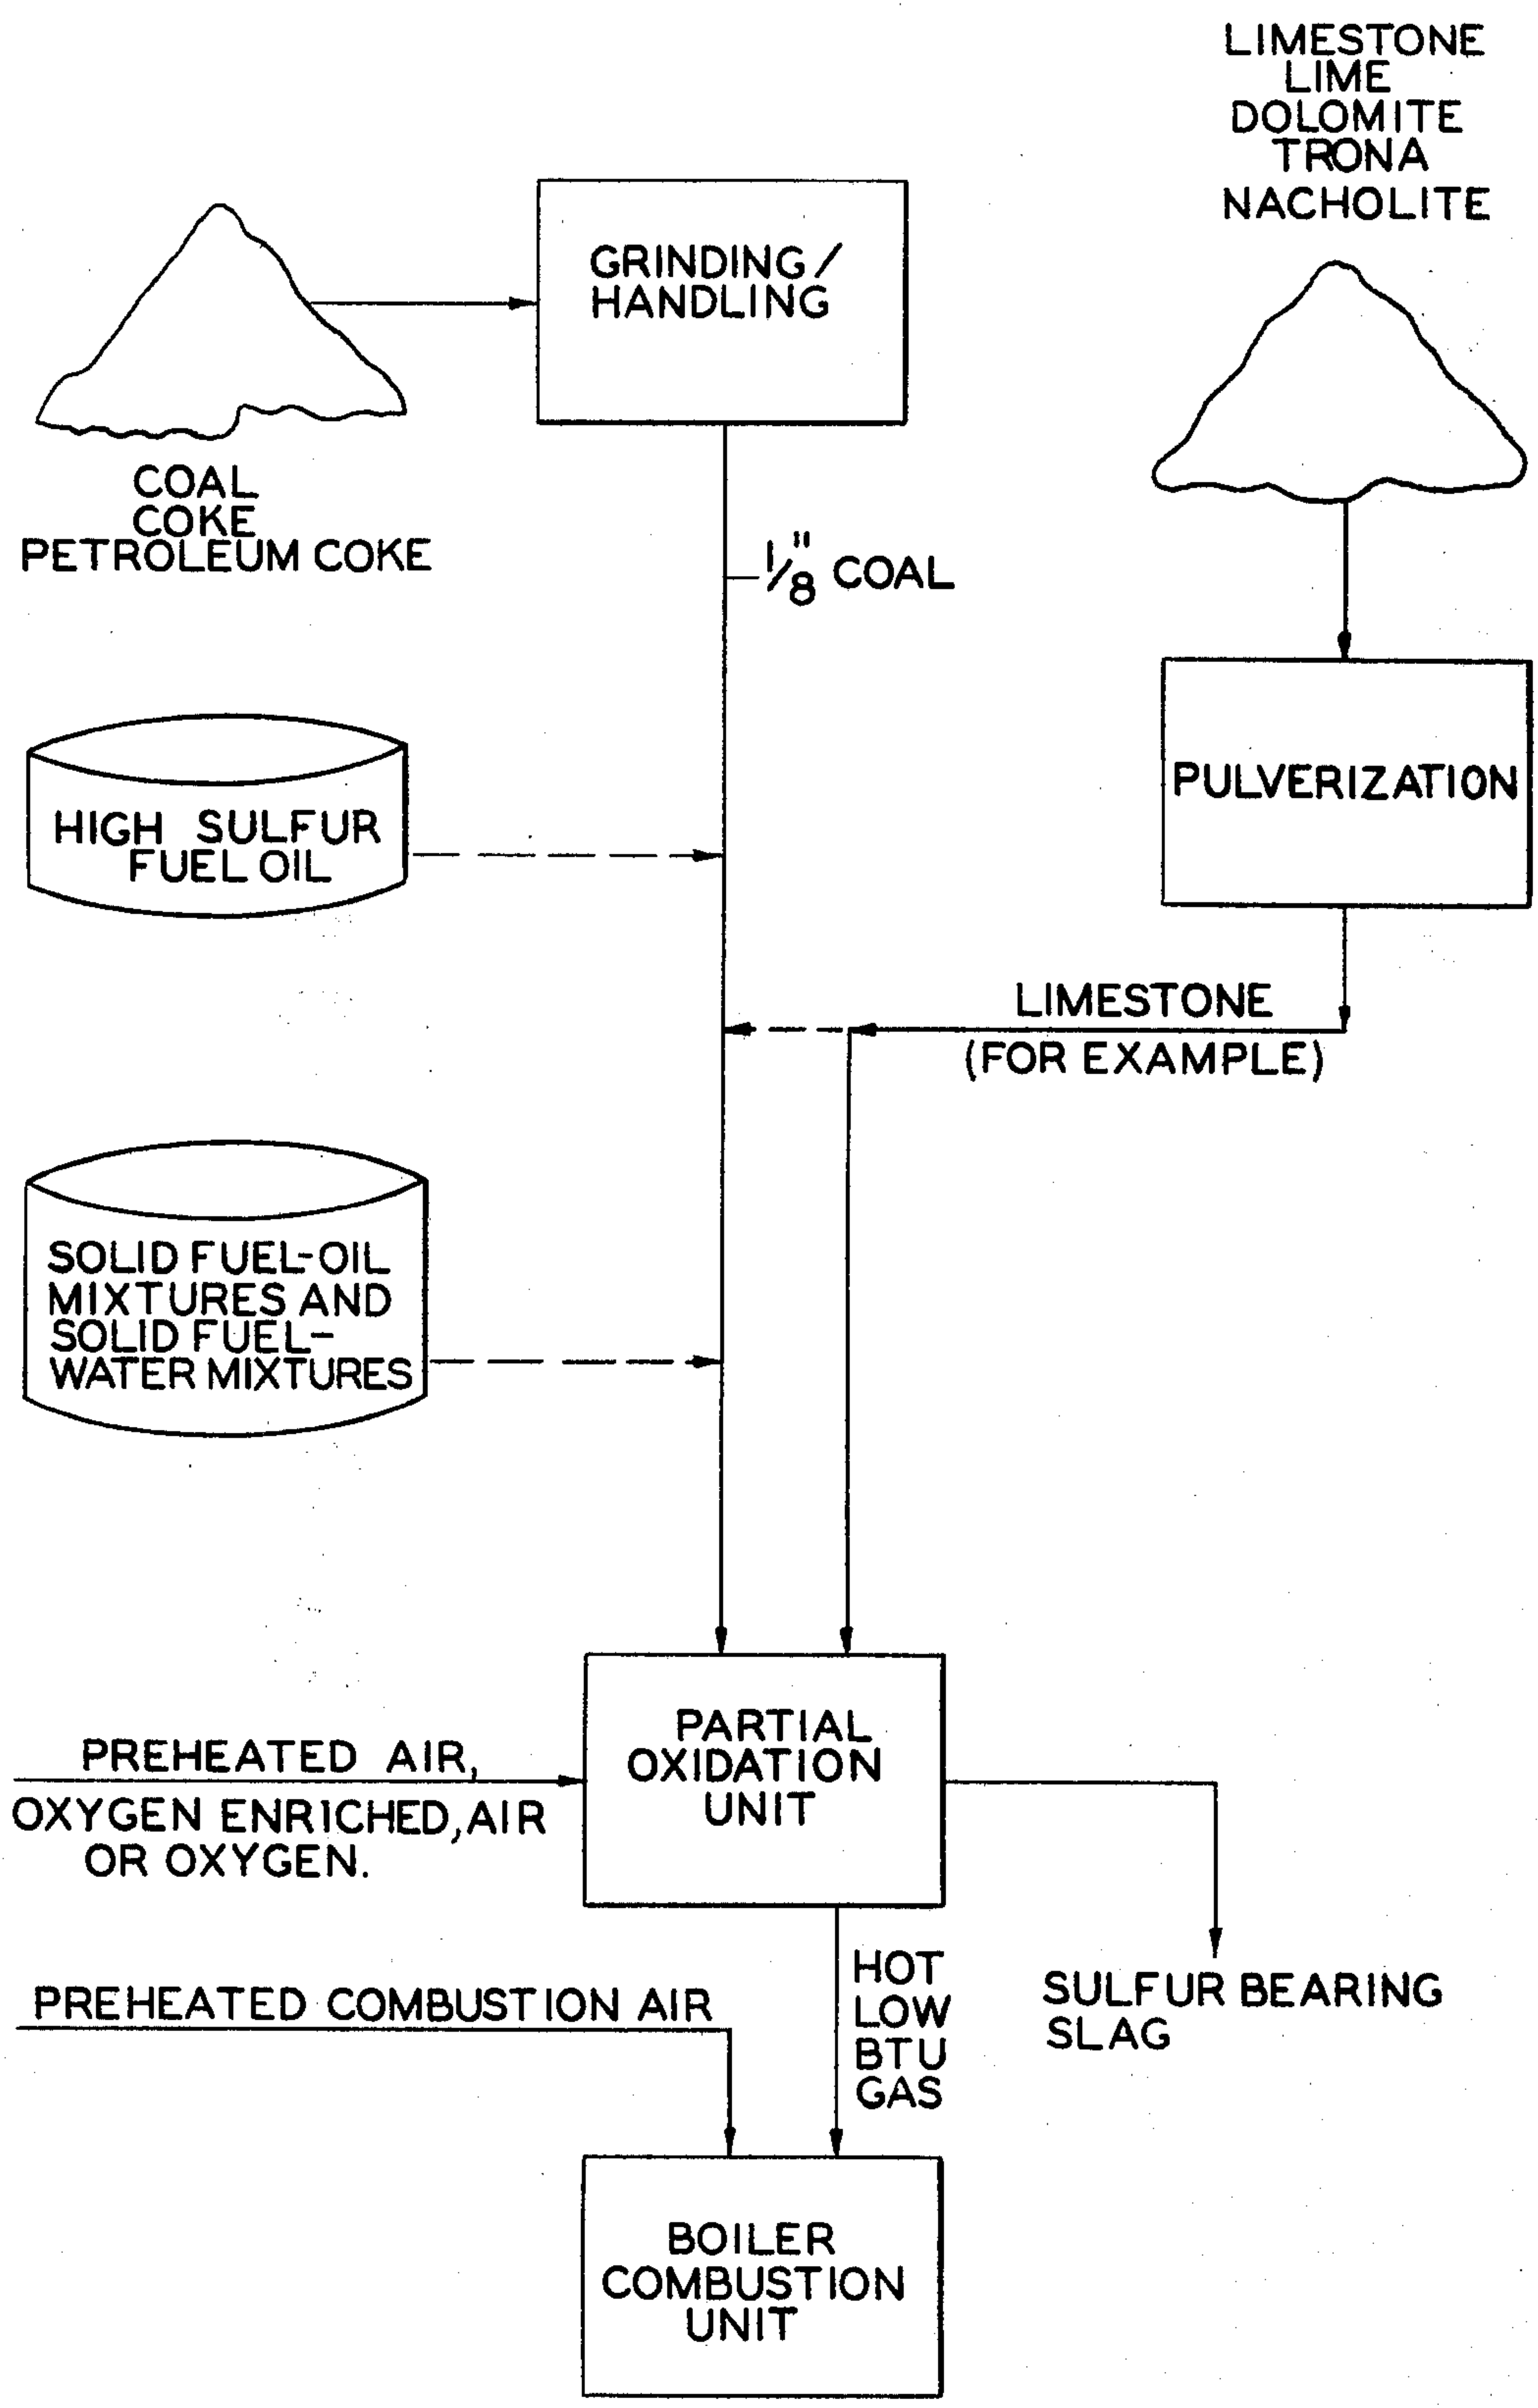 LIMESTONE
LIME
DOLOMITE
TRONA
NACHOLITE
GRINDING/
HANDLING
COAL
COKE
PETROLEUM COKE
1/8" COAL
PULVERIZATION
HIGH SULFUR
FUEL OIL
LIMESTONE
(FOR EXAMPLE)
SOLID FUEL-OIL
MIXTURES AND
SOLID FUEL-
WATER MIXTURES
PARTIAL
OXIDATION
UNIT
PREHEATED AIR,
OXYGEN ENRICHED, AIR
OR OXYGEN.
HOT
LOW
BTU
GAS
SULFUR BEARING
SLAG
PREHEATED COMBUSTION AIR
BOILER
COMBUSTION
UNIT